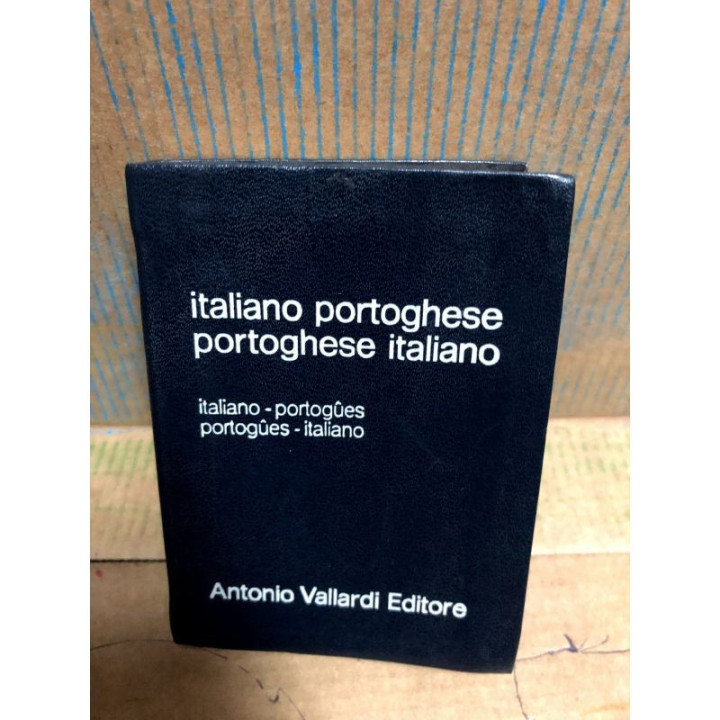 italiano portoghese
portoghese italiano
italiano - portogûes
portogûes - italiano
Antonio Vallardi Editore